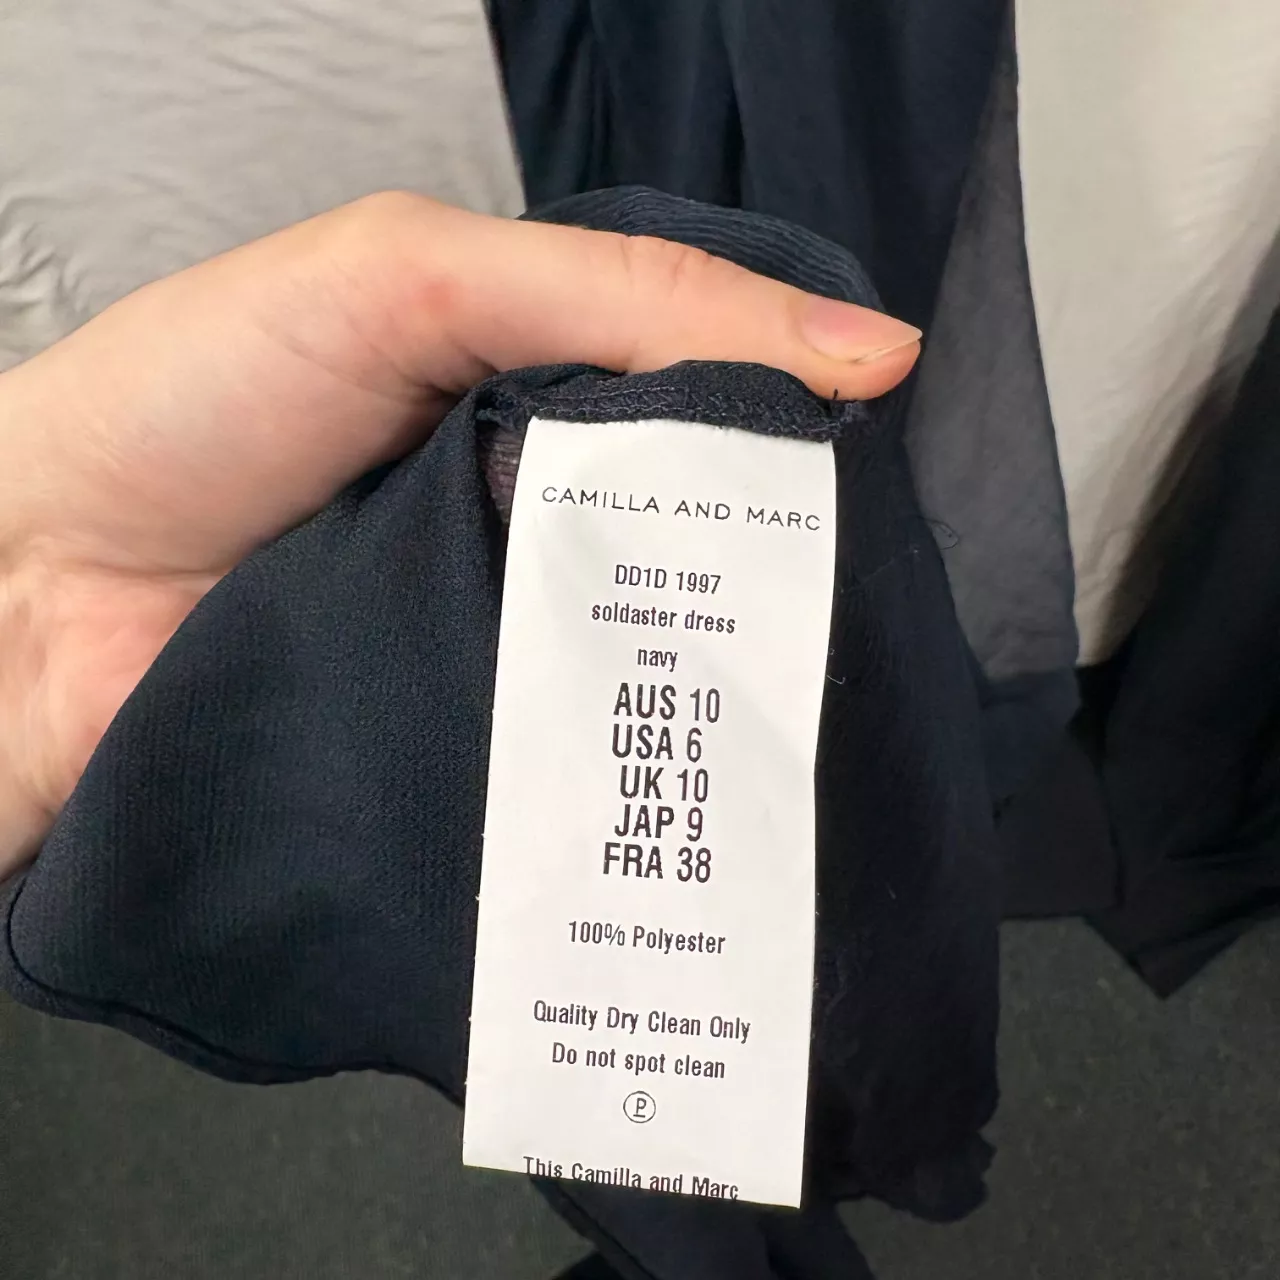 CAMILLA AND MARC
DD1D 1997
soldaster dress
navy
AUS 10
USA 6
UK 10
JAP 9
FRA 38
100% Polyester
Quality Dry Clean Only
Do not spot clean
P
This Camilla and Marc